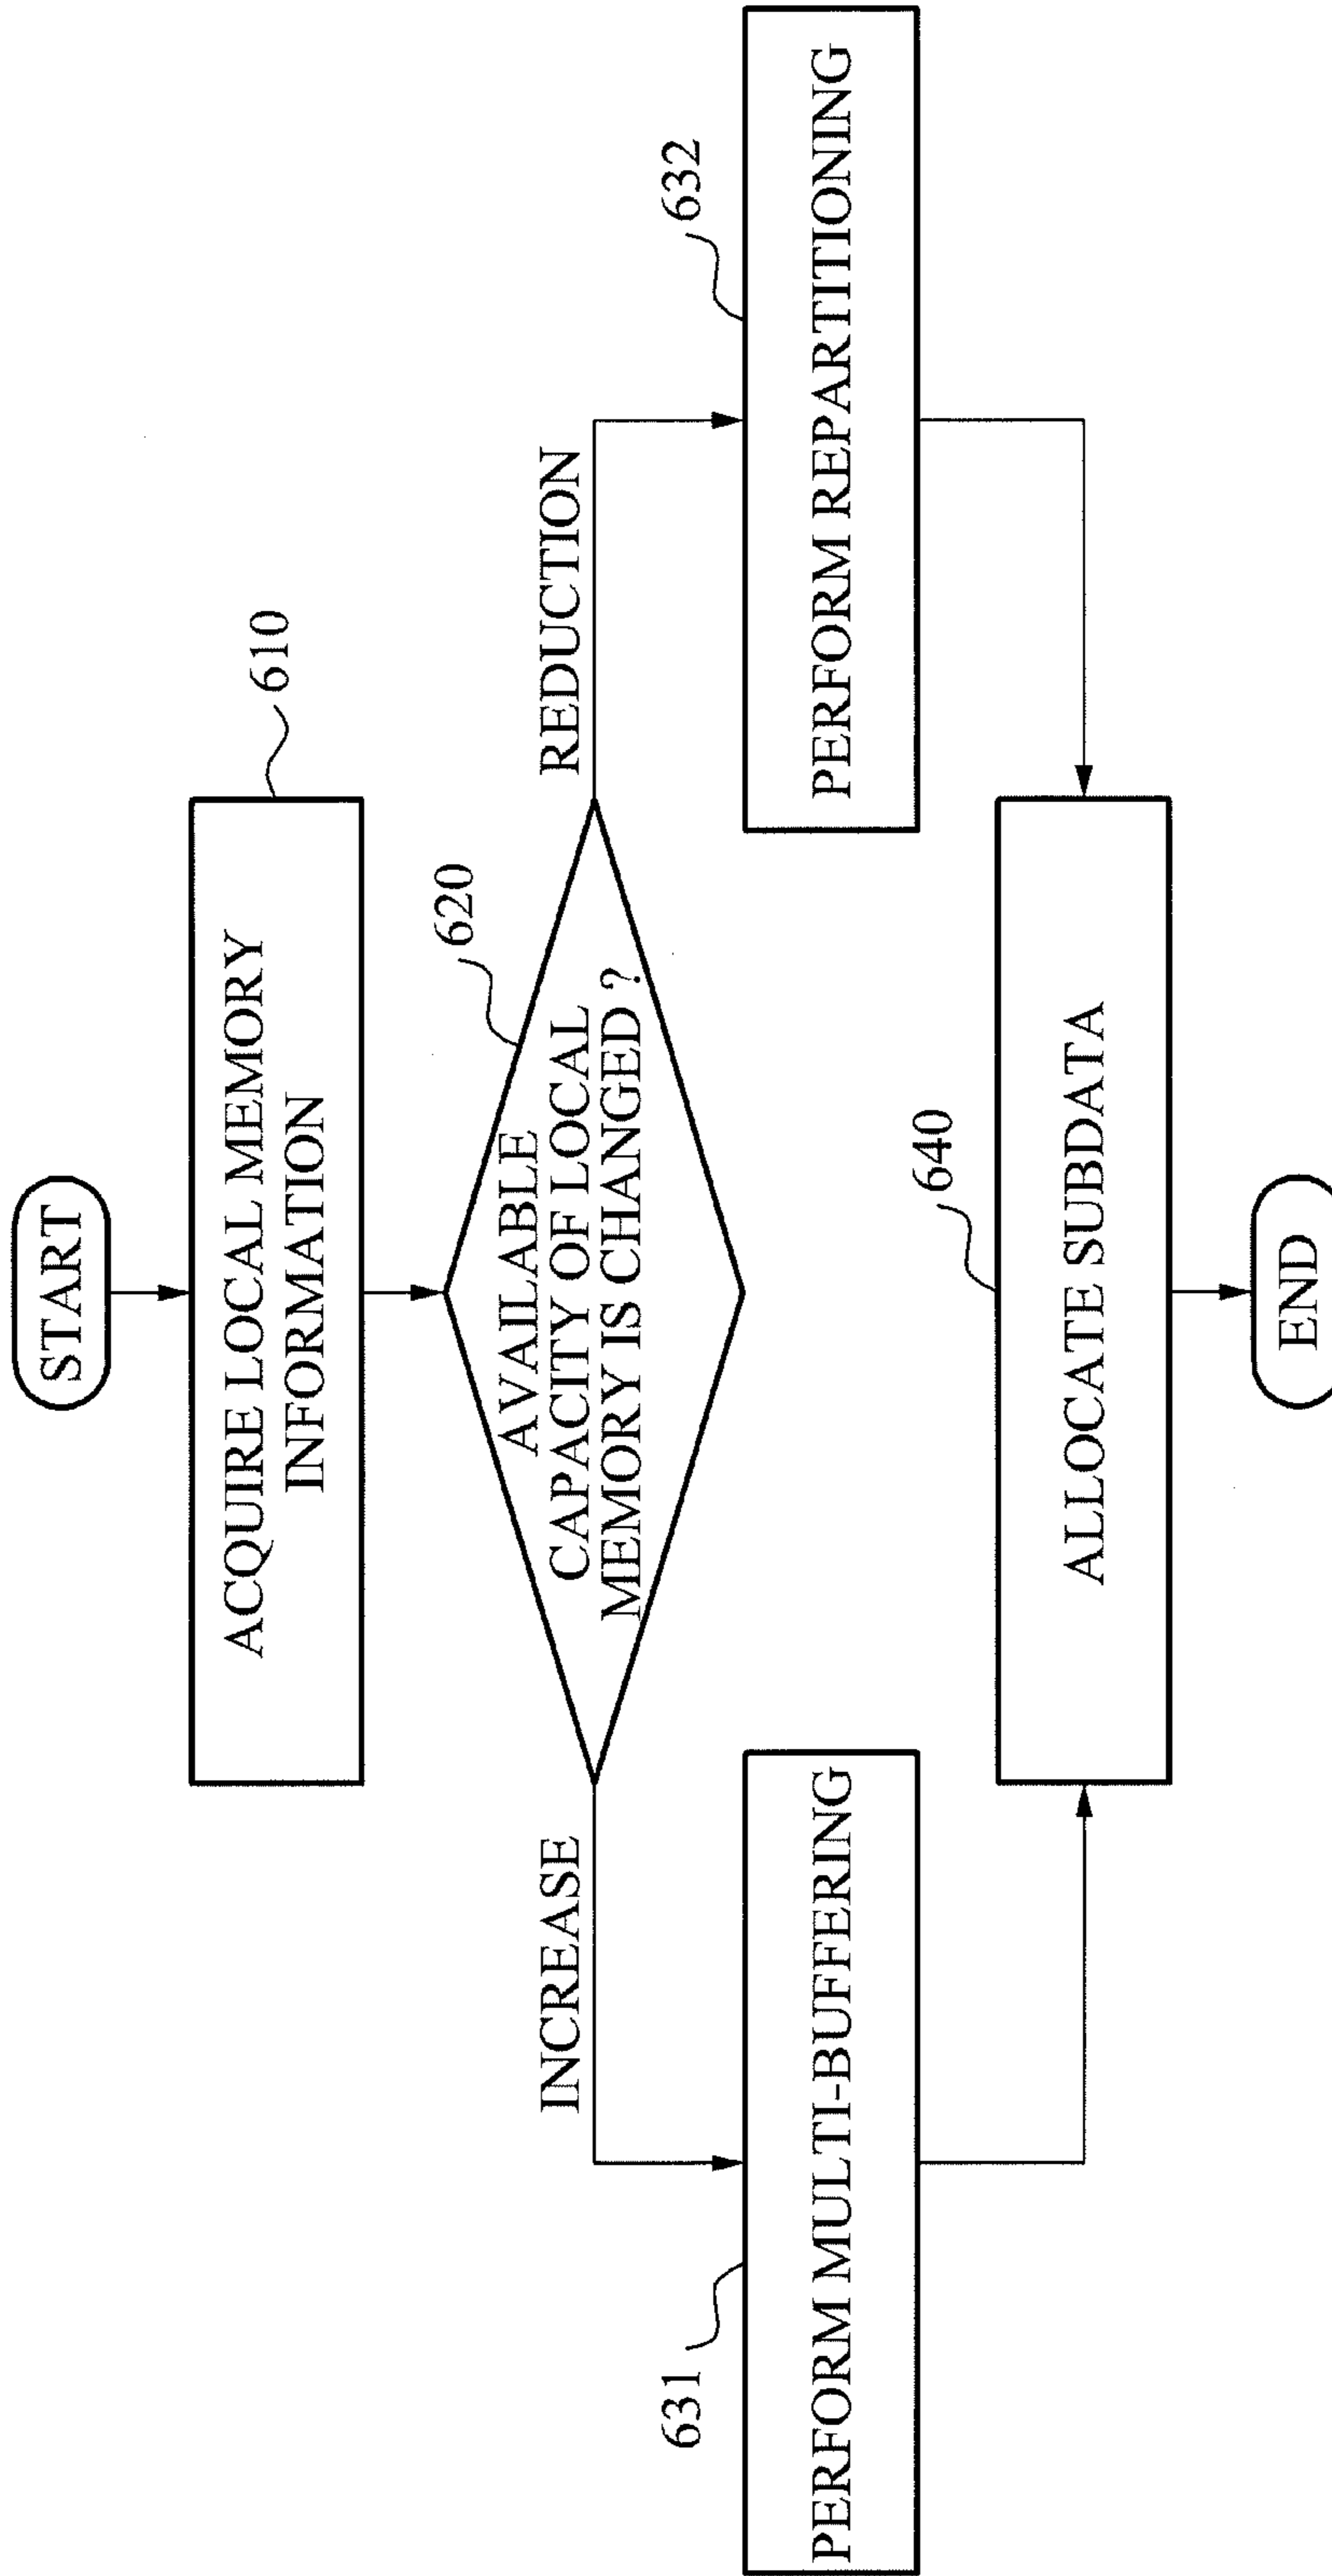 START
ACQUIRE LOCAL MEMORY
INFORMATION
610
620
AVAILABLE
CAPACITY OF LOCAL
MEMORY IS CHANGED ?
INCREASE
REDUCTION
631
PERFORM MULTI-BUFFERING
632
PERFORM REPARTITIONING
640
ALLOCATE SUBDATA
END